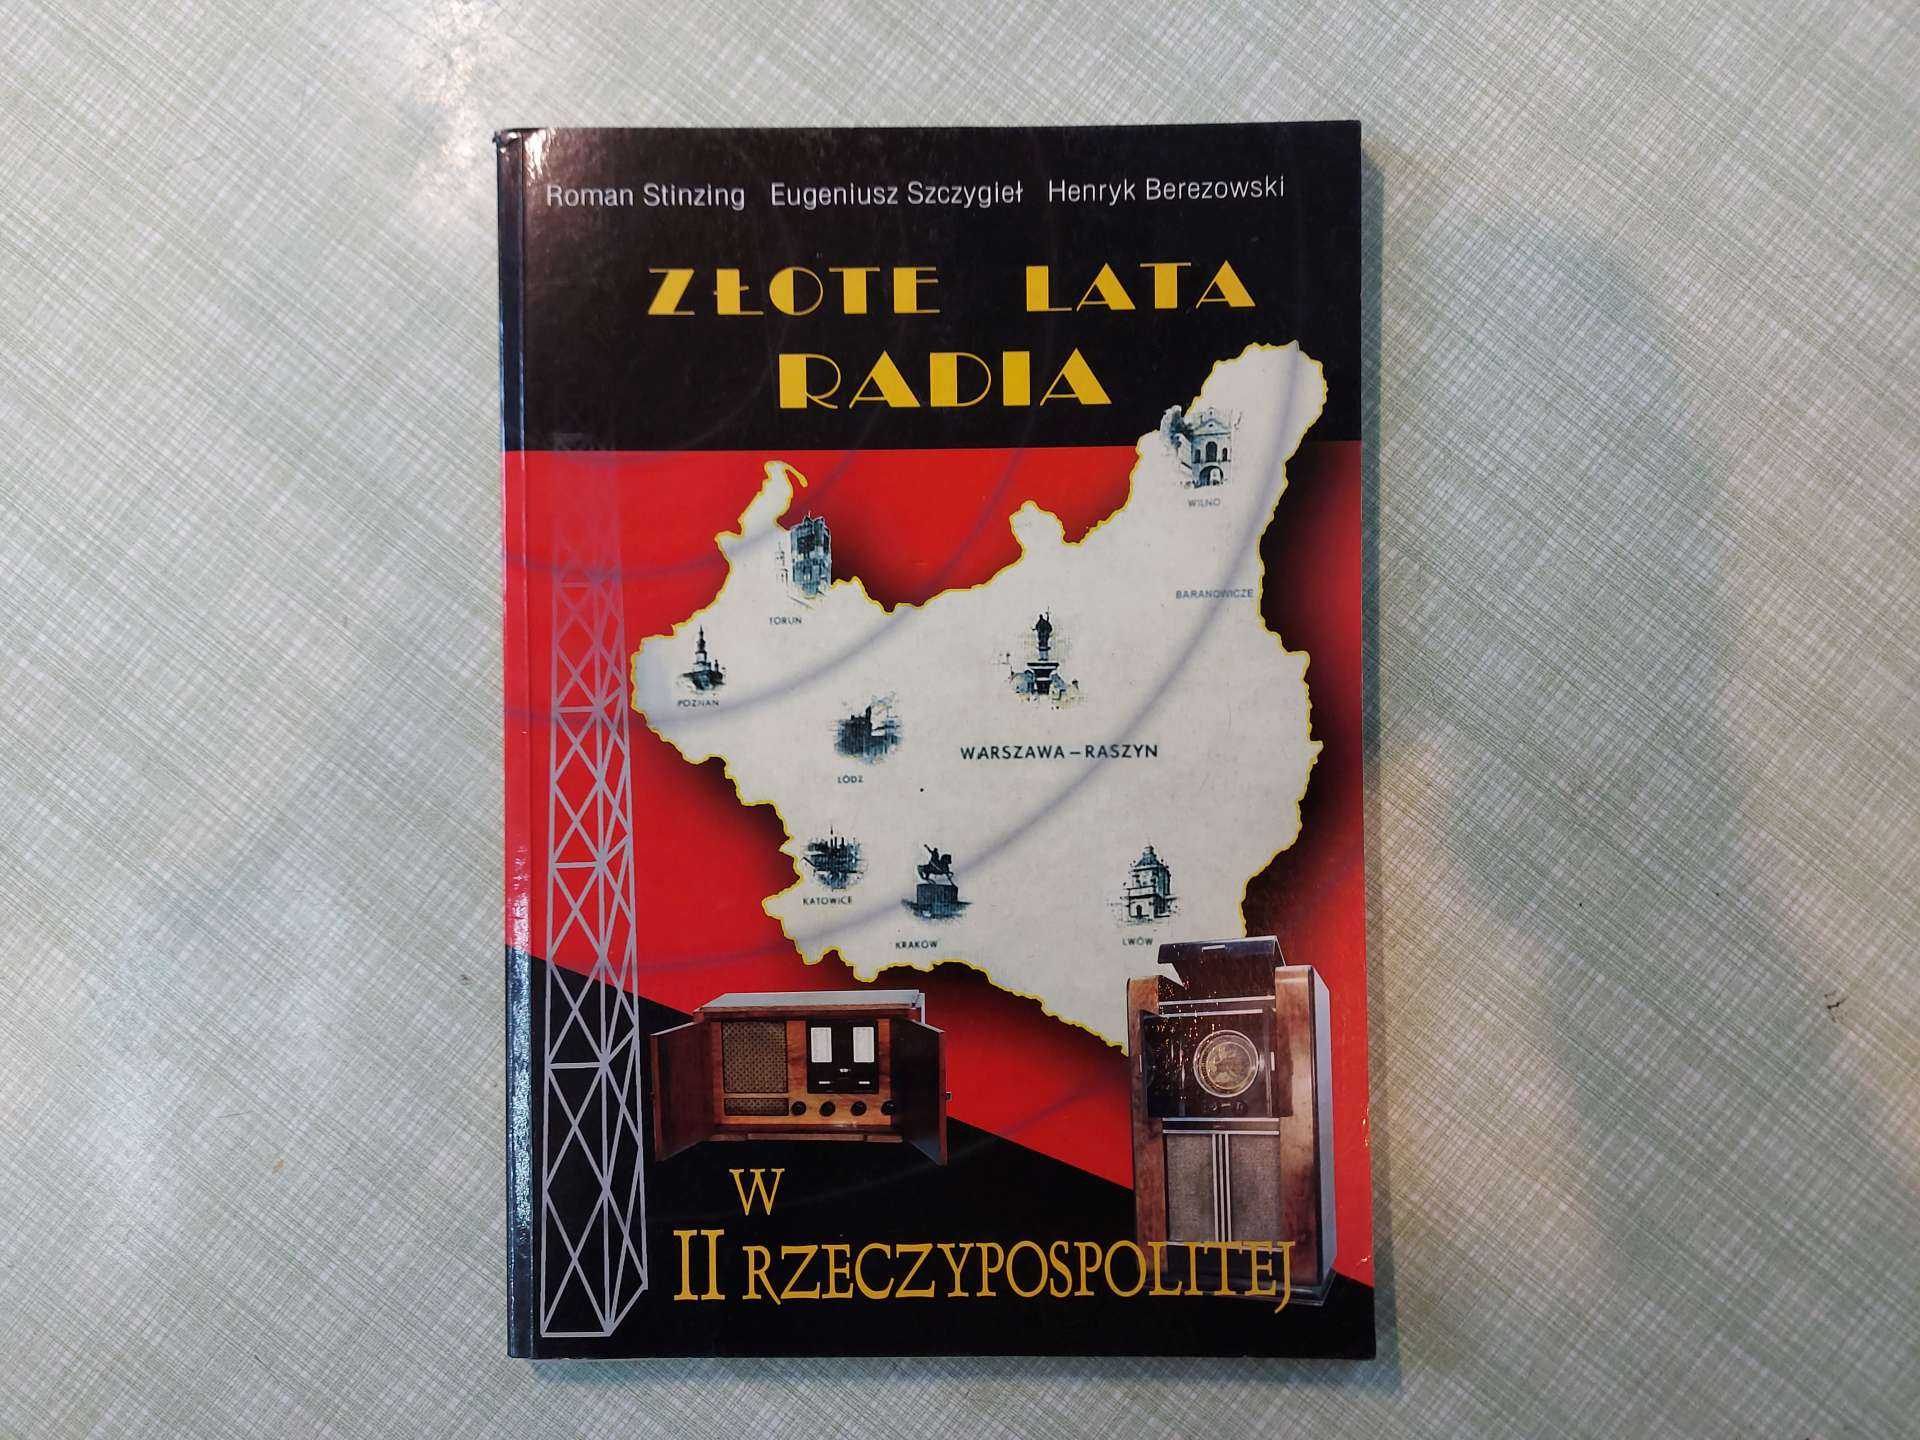 Roman Stinzing Eugeniusz Szczygieł Henryk Berezowski
ZŁOTE LATA
RADIA
WILNO
BARANOWICZE
TORUŃ
POZNAŃ
WARSZAWA – RASZYN
ŁÓDŹ
KATOWICE
KRAKÓW
LWÓW
W
II RZECZYPOSPOLITEJ